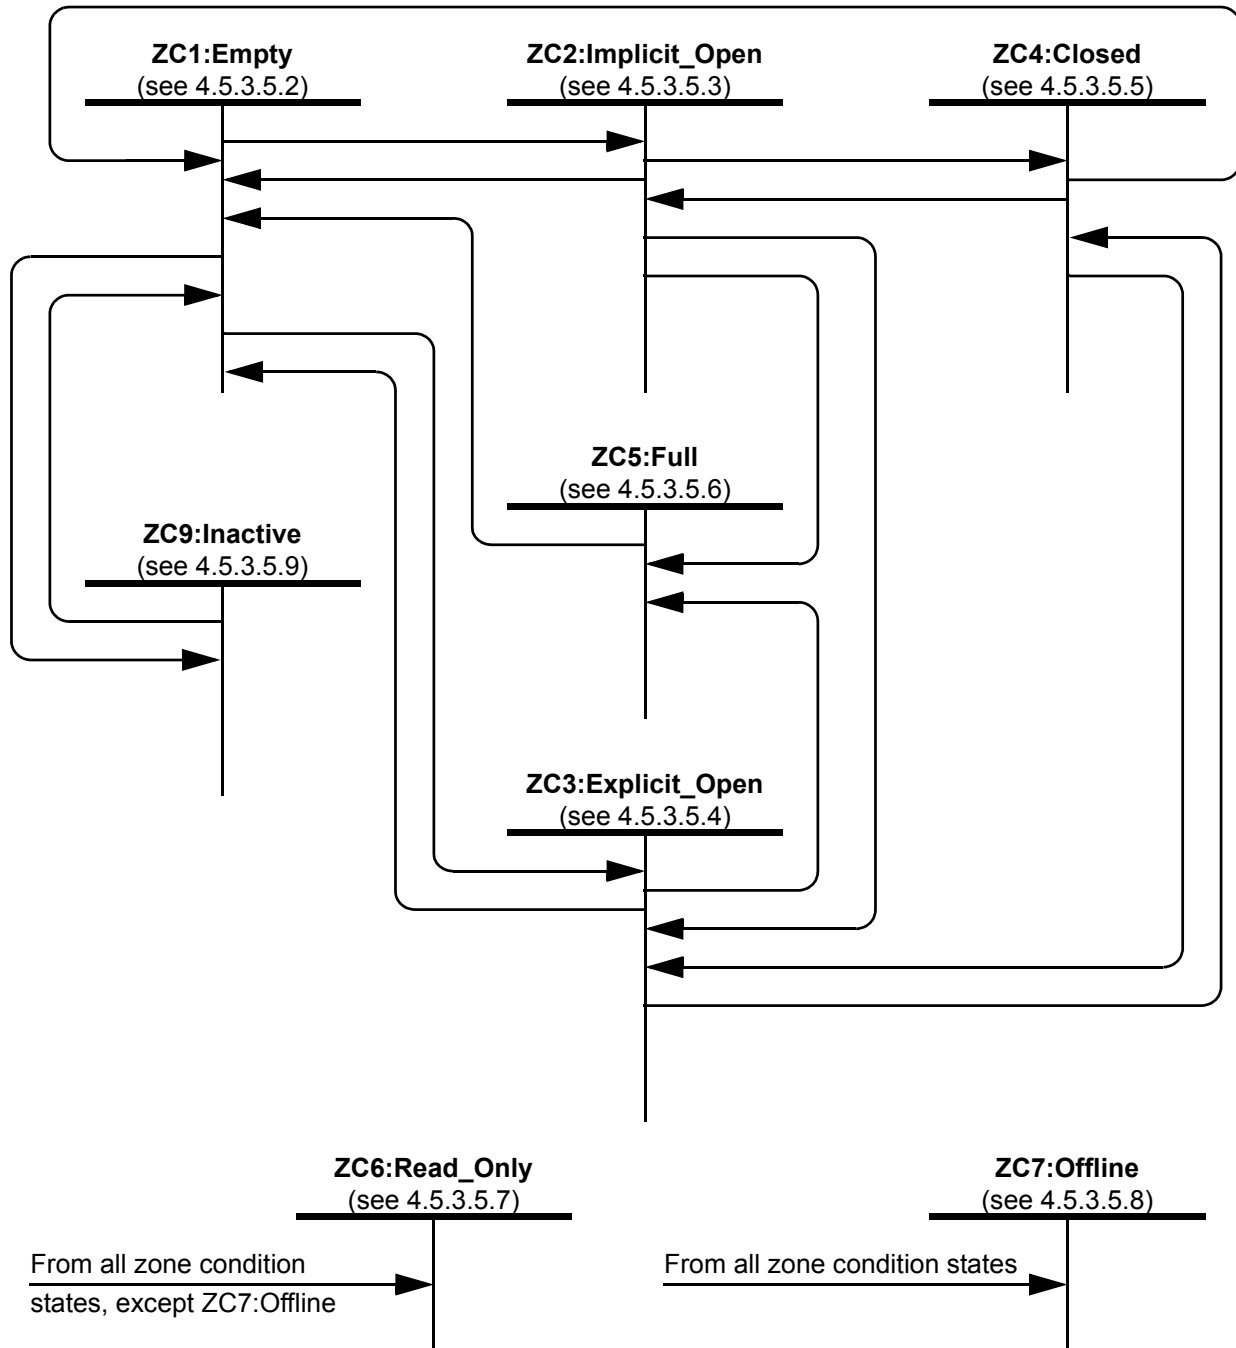 ZC1:Empty
(see 4.5.3.5.2)
ZC2:Implicit_Open
(see 4.5.3.5.3)
ZC4:Closed
(see 4.5.3.5.5)
ZC5:Full
(see 4.5.3.5.6)
ZC9:Inactive
(see 4.5.3.5.9)
ZC3:Explicit_Open
(see 4.5.3.5.4)
ZC6:Read_Only
(see 4.5.3.5.7)
From all zone condition
states, except ZC7:Offline
ZC7:Offline
(see 4.5.3.5.8)
From all zone condition states